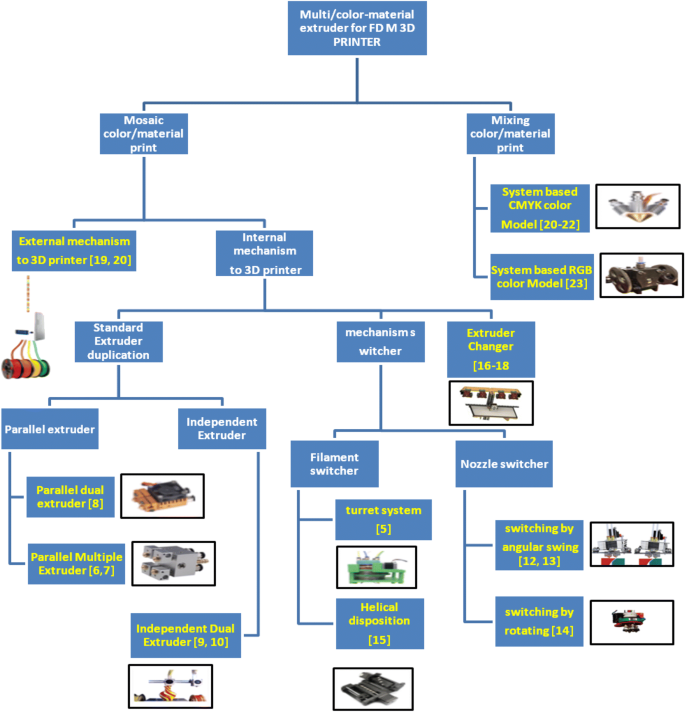 Multi/color-material
extruder for FD M 3D
PRINTER
Mosaic
color/material
print
Mixing
color/material
print
System based
CMYK color
Model [20-22]
External mechanism
to 3D printer [19, 20]
Internal
mechanism
to 3D printer
System based RGB
color Model [23]
Standard
Extruder
duplication
mechanism s
witcher
Extruder
Changer
[16-18
Parallel extruder
Independent
Extruder
Filament
switcher
Nozzle switcher
Parallel dual
extruder [8]
turret system
[5]
switching by
angular swing
[12, 13]
Parallel Multiple
Extruder [6,7]
Helical
disposition
[15]
switching by
rotating [14]
Independent Dual
Extruder [9, 10]